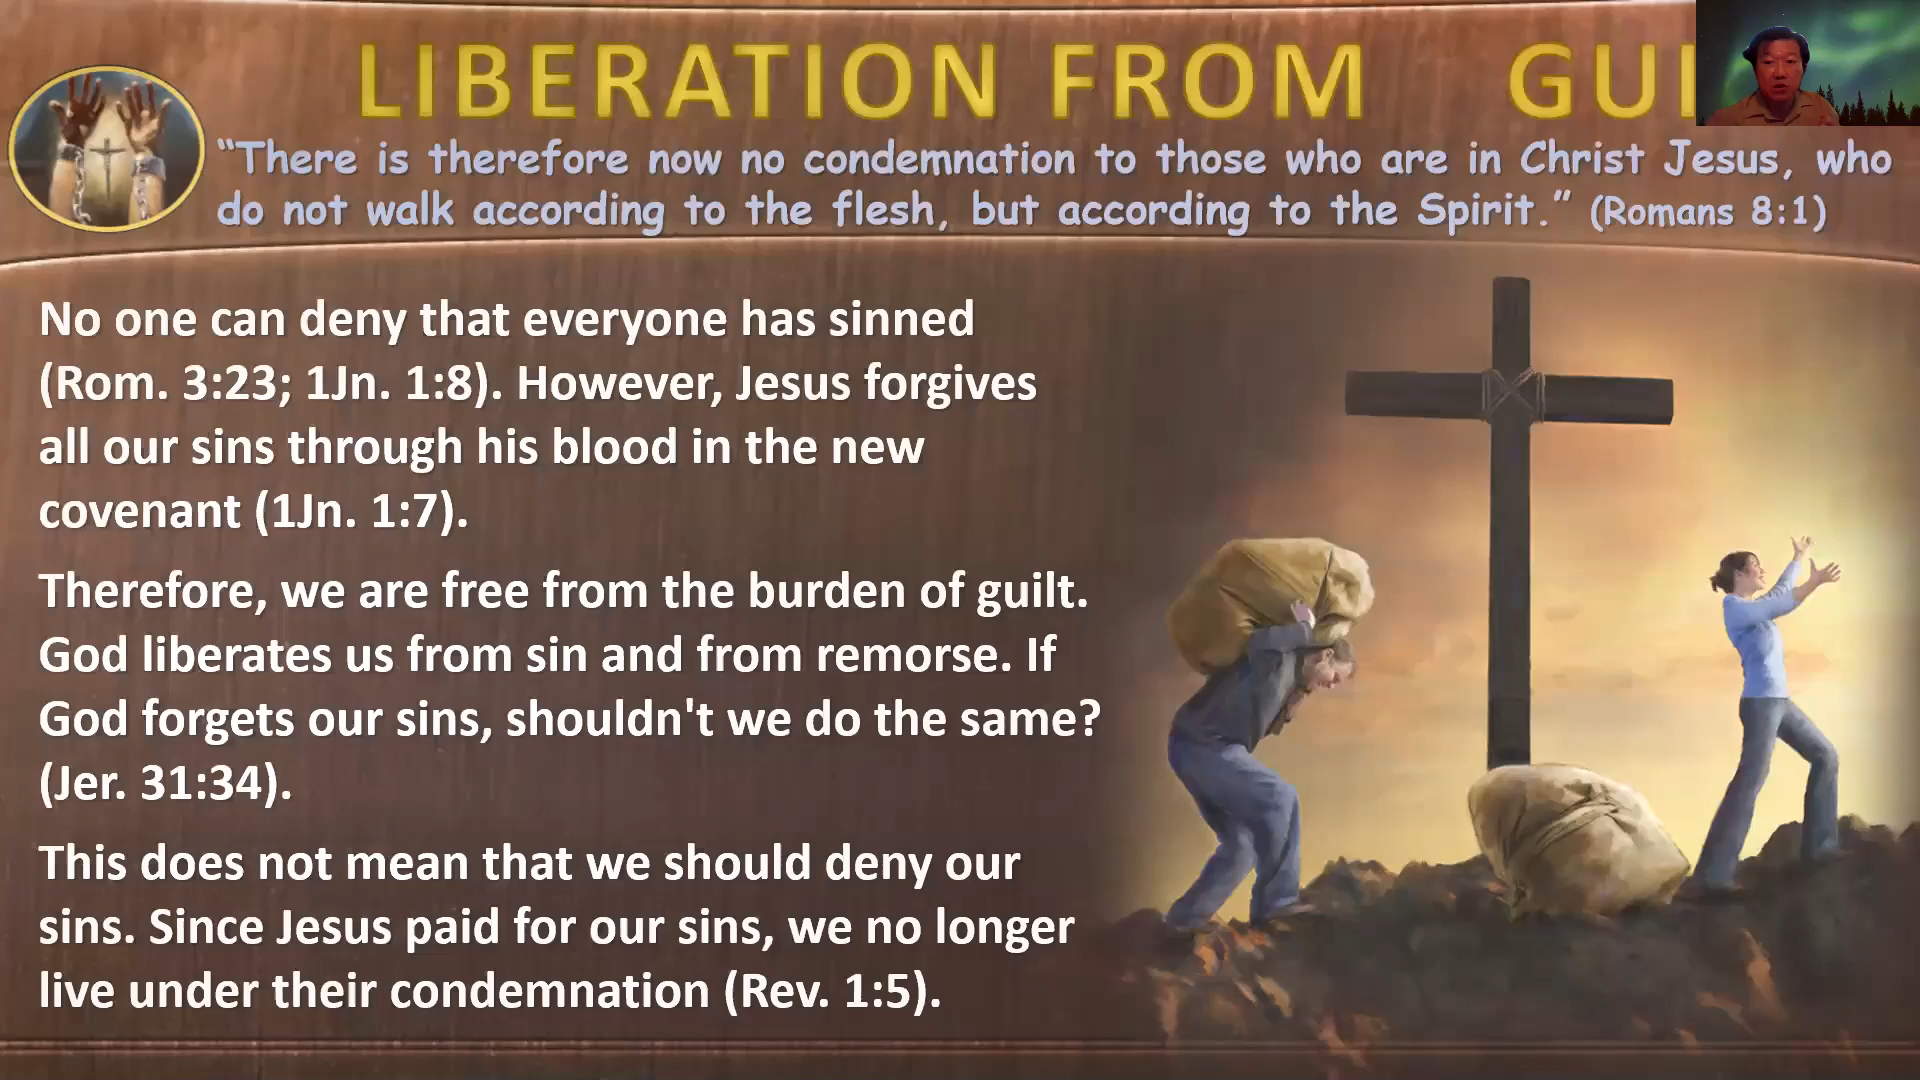 LIBERATION FROM GUI
“There is therefore now no condemnation to those who are in Christ Jesus, who
do not walk according to the flesh, but according to the Spirit.” (Romans 8:1)
No one can deny that everyone has sinned
(Rom. 3:23; 1Jn. 1:8). However, Jesus forgives
all our sins through his blood in the new
covenant (1Jn. 1:7).
Therefore, we are free from the burden of guilt.
God liberates us from sin and from remorse. If
God forgets our sins, shouldn't we do the same?
(Jer. 31:34).
This does not mean that we should deny our
sins. Since Jesus paid for our sins, we no longer
live under their condemnation (Rev. 1:5).